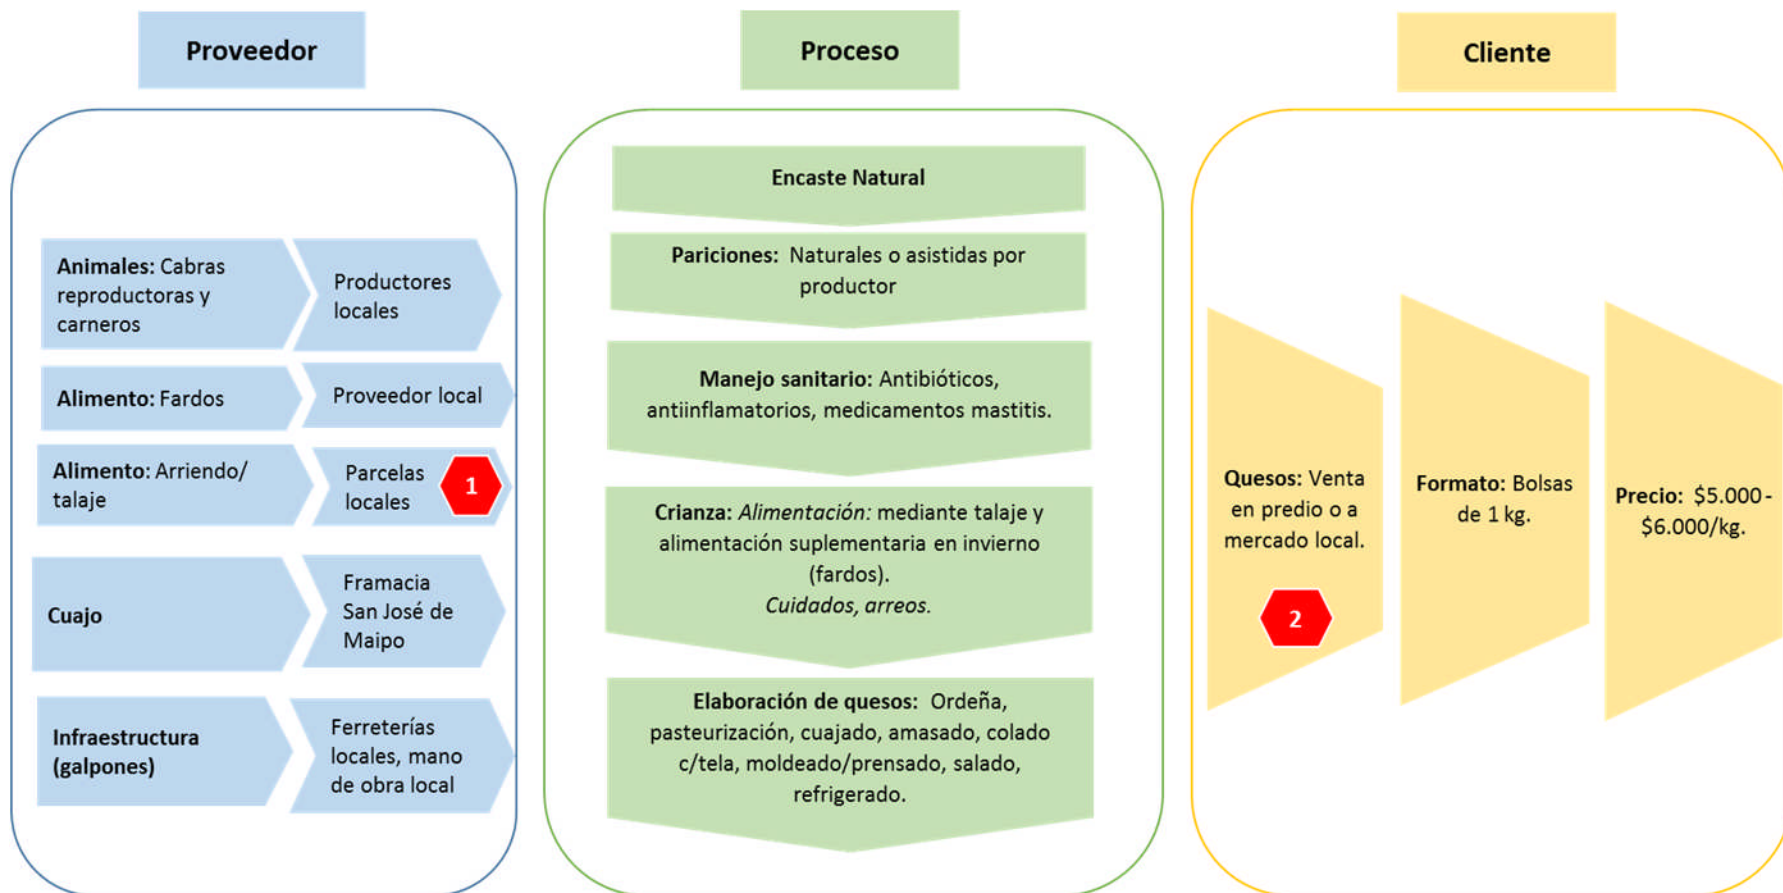 Proveedor
Animales: Cabras
reproductoras y
carneros
Productores
locales
Alimento: Fardos
Proveedor local
Alimento: Arriendo/
talaje
Parcelas
locales
1
Cuajo
Framacia
San José de
Maipo
Infraestructura
(galpones)
Ferreterías
locales, mano
de obra local
Proceso
Encaste Natural
Pariciones: Naturales o asistidas por
productor
Manejo sanitario: Antibióticos,
antiinflamatorios, medicamentos mastitis.
Crianza: Alimentación: mediante talaje y
alimentación suplementaria en invierno
(fardos).
Cuidados, arreos.
Elaboración de quesos: Ordeña,
pasteurización, cuajado, amasado, colado
c/tela, moldeado/prensado, salado,
refrigerado.
Cliente
Quesos: Venta
en predio o a
mercado local.
2
Formato: Bolsas
de 1 kg.
Precio: $5.000 -
$6.000/kg.